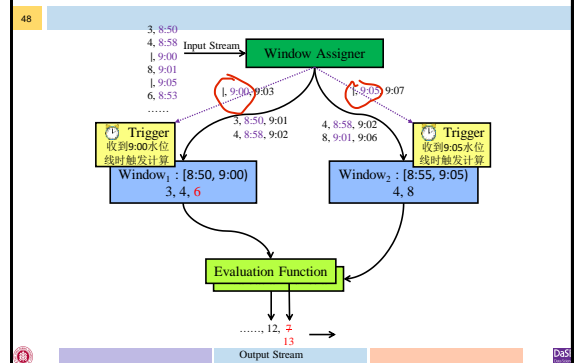 48
3, 8:50
4, 8:58
|, 9:00
8, 9:01
|, 9:05
6, 8:53
……
Input Stream
Window Assigner
|, 9:00, 9:03
|, 9:05, 9:07
3, 8:50, 9:01
4, 8:58, 9:02
4, 8:58, 9:02
8, 9:01, 9:06
Trigger
收到9:00水位
线时触发计算
Trigger
收到9:05水位
线时触发计算
Window₁ : [8:50, 9:00)
3, 4, 6
Window₂ : [8:55, 9:05)
4, 8
Evaluation Function
……, 12, 7
13
Output Stream
DaSE